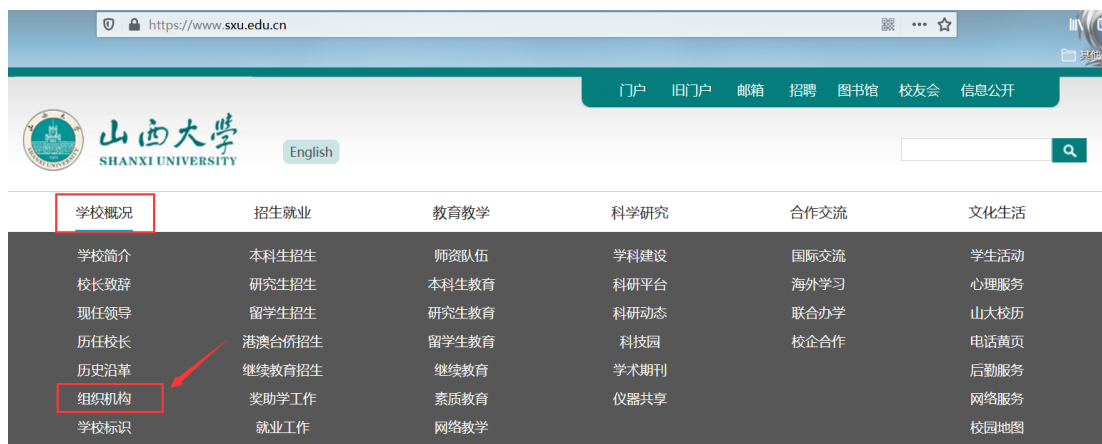 https://www.sxu.edu.cn
门户 旧门户 邮箱 招聘 图书馆 校友会 信息公开
山西大学
SHANXI UNIVERSITY
English
学校概况 招生就业 教育教学 科学研究 合作交流 文化生活
学校简介 本科生招生 师资队伍 学科建设 国际交流 学生活动
校长致辞 研究生招生 本科生教育 科研平台 海外学习 心理服务
现任领导 留学生招生 研究生教育 科研动态 联合办学 山大校历
历任校长 港澳台侨招生 留学生教育 科技园 校企合作 电话黄页
历史沿革 继续教育招生 继续教育 学术期刊 后勤服务
组织机构 奖助学工作 素质教育 仪器共享 网络服务
学校标识 就业工作 网络教学 校园地图